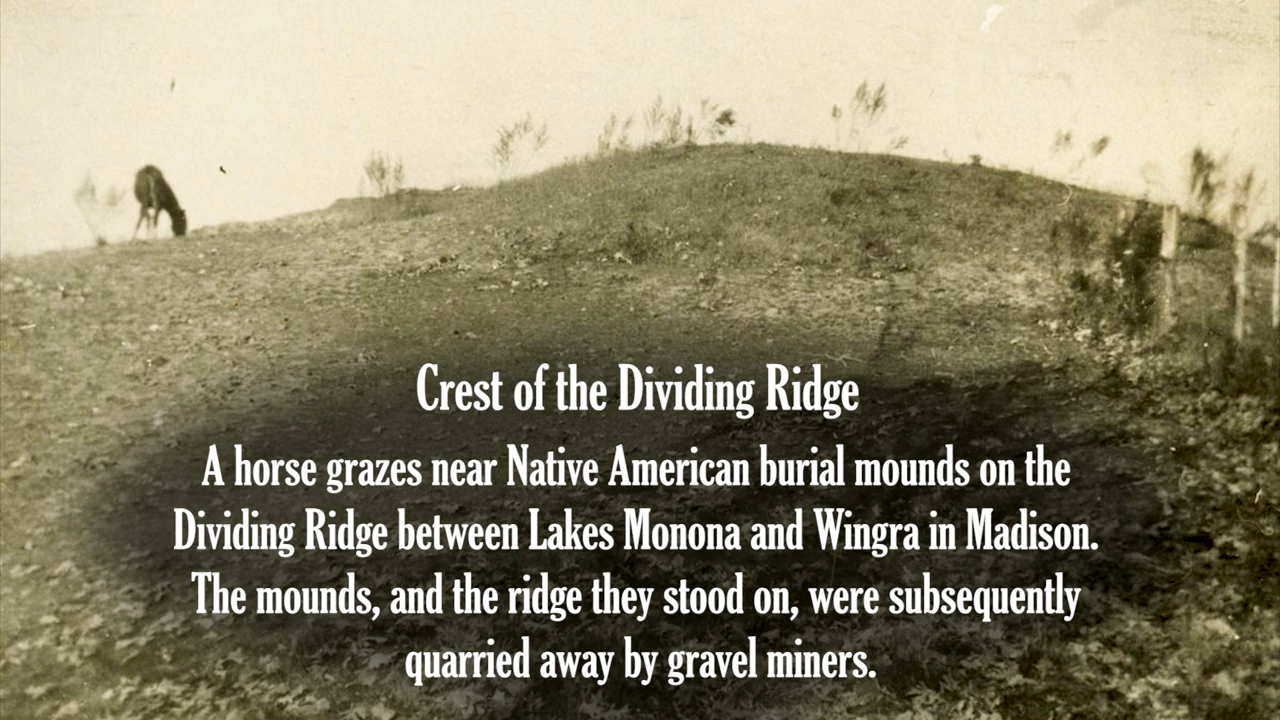 Crest of the Dividing Ridge
A horse grazes near Native American burial mounds on the
Dividing Ridge between Lakes Monona and Wingra in Madison.
The mounds, and the ridge they stood on, were subsequently
quarried away by gravel miners.